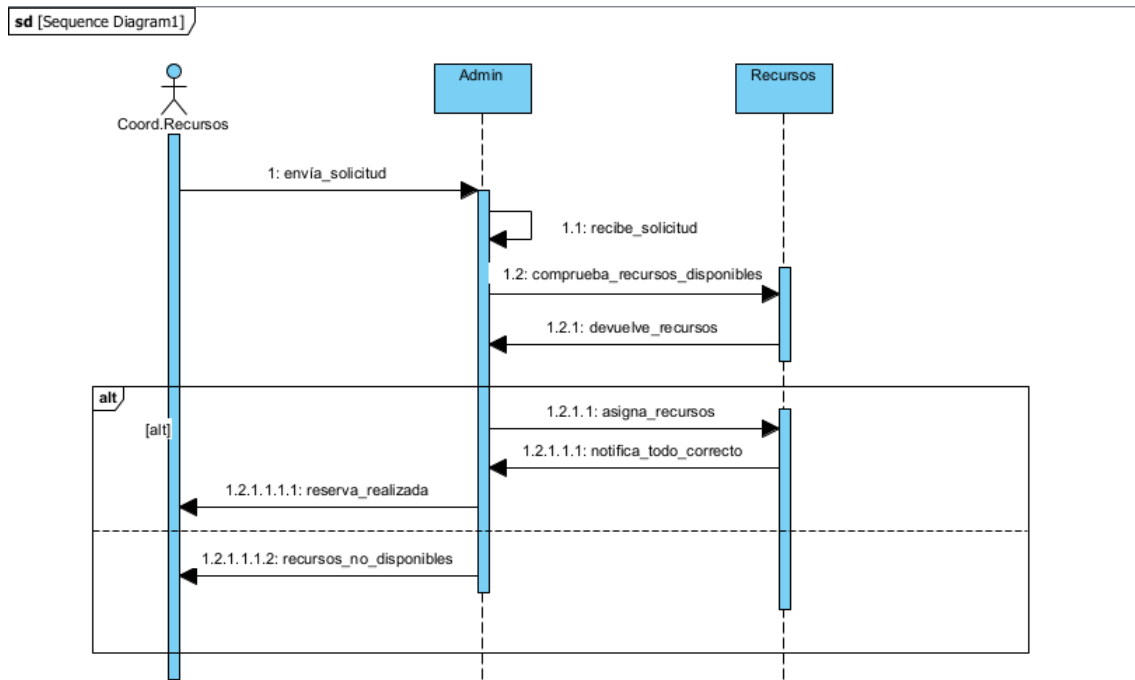 sd [Sequence Diagram1]
Admin
Recursos
Coord.Recursos
1: envía_solicitud
1.1: recibe_solicitud
1.2: comprueba_recursos_disponibles
1.2.1: devuelve_recursos
alt
1.2.1.1: asigna_recursos
[alt]
1.2.1.1.1: notifica_todo_correcto
1.2.1.1.1.1: reserva_realizada
1.2.1.1.1.2: recursos_no_disponibles